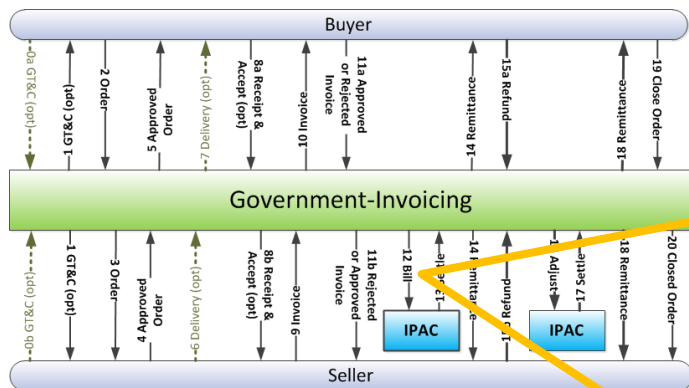 Buyer
0a GT&C (opt)
1 GT&C (opt)
2 Order
5 Approved
Order
7 Delivery (opt)
8a Receipt &
Accept (opt)
10 Invoice
11a Approved
or Rejected
Invoice
14 Remittance
15a Refund
18 Remittance
19 Close Order
Government-Invoicing
0b GT&C (opt)
1 GT&C (opt)
3 Order
4 Approved
Order
6 Delivery (opt)
8b Receipt &
Accept (opt)
9 Invoice
11b Rejected
or Approved
Invoice
12 Bill
14 Remittance
Refund
Adjust
17 Settle
18 Remittance
20 Closed Order
IPAC
IPAC
Seller